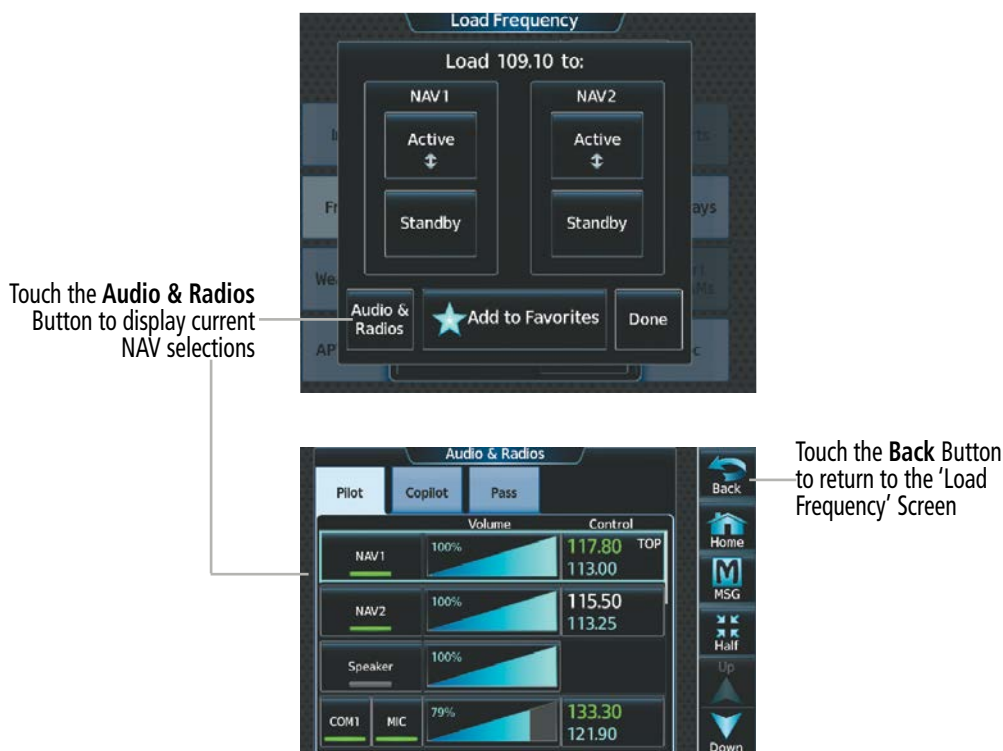 Load Frequency
Load 109.10 to:
NAV1
NAV2
Active
Active
Standby
Standby
Audio &
Radios
Add to Favorites
Done
Touch the Audio & Radios
Button to display current
NAV selections
Audio & Radios
Pilot
Copilot
Pass
Volume
Control
NAV1
100%
117.80
TOP
113.00
NAV2
100%
115.50
113.25
Speaker
100%
COM1
MIC
79%
133.30
121.90
Back
Home
MSG
Half
Up
Down
Touch the Back Button
to return to the ‘Load
Frequency’ Screen